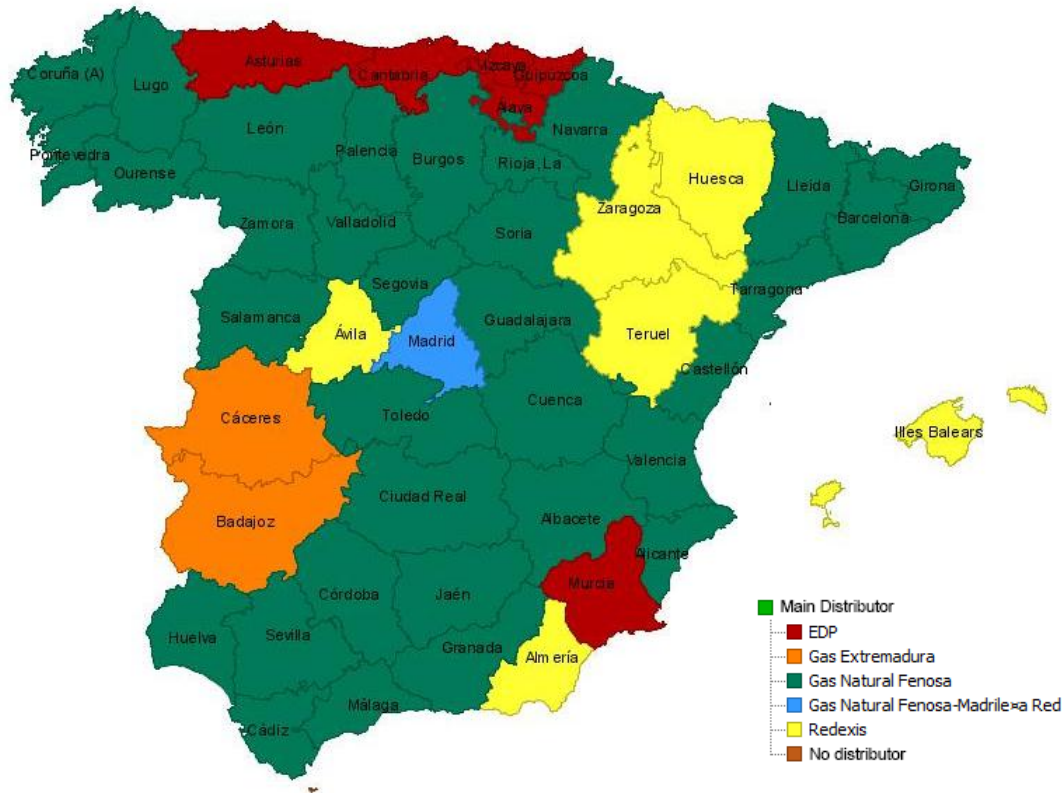 Asturias
Cantabria
Vizcaya
Guipúzcoa
Coruña (A)
Lugo
Álava
León
Navarra
Palencia
Pontevedra
Burgos
Rioja, La
Ourense
Huesca
Lleida
Girona
Zaragoza
Barcelona
Zamora
Valladolid
Soria
Segovia
Tarragona
Salamanca
Guadalajara
Ávila
Madrid
Teruel
Castellón
Cuenca
Cáceres
Toledo
Illes Balears
Valencia
Ciudad Real
Badajoz
Albacete
Alicante
Murcia
Córdoba
Jaén
Huelva
Sevilla
Granada
Almería
Málaga
Cádiz
Main Distributor
EDP
Gas Extremadura
Gas Natural Fenosa
Gas Natural Fenosa-Madrile¤a Red
Redexis
No distributor